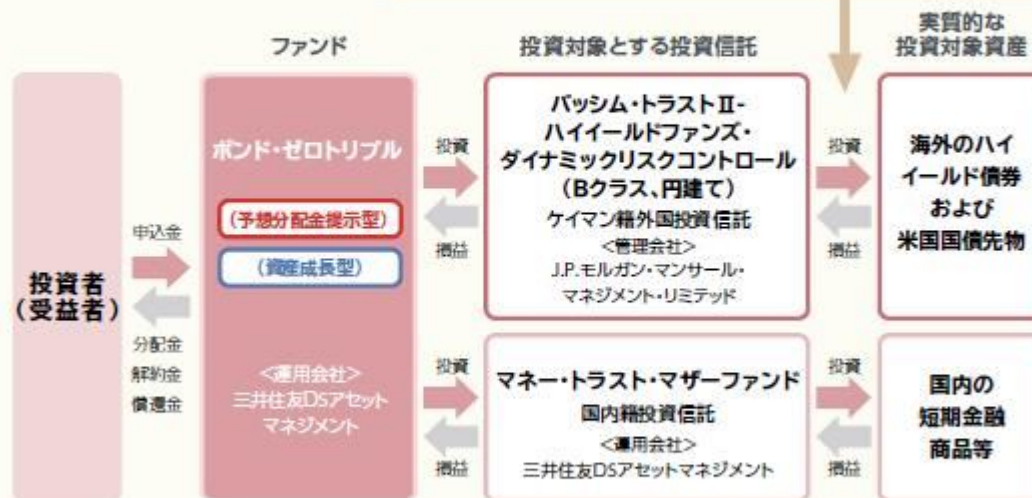 ファンド
投資対象とする投資信託
実質的な
投資対象資産
投資者
(受益者)
申込金
分配金
解約金
償還金
ボンド・ゼロトリプル
(予想分配金提示型)
(資産成長型)
<運用会社>
三井住友DSアセット
マネジメント
投資
損益
バッシム・トラストⅡ-
ハイイールドファンズ・
ダイナミックリスクコントロール
(Bクラス、円建て)
ケイマン籍外国投資信託
<管理会社>
J.P.モルガン・マンサール・
マネジメント・リミテッド
投資
損益
海外のハイ
イールド債券
および
米国国債先物
投資
損益
マネー・トラスト・マザーファンド
国内籍投資信託
<運用会社>
三井住友DSアセットマネジメント
投資
損益
国内の
短期金融
商品等